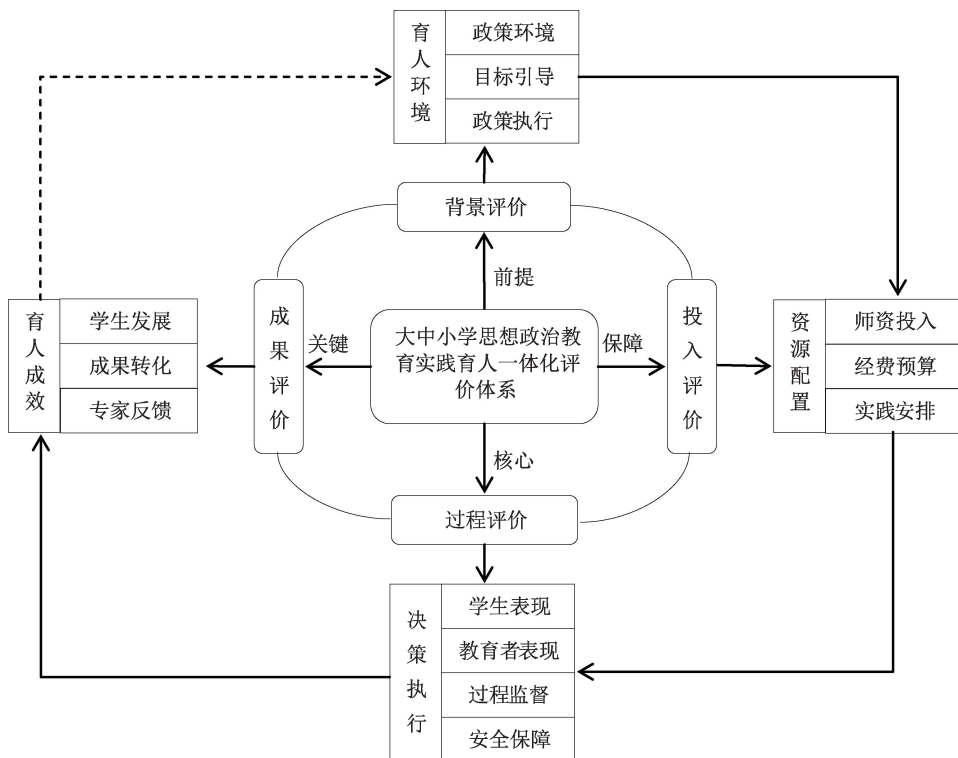 育人环境
政策环境
目标引导
政策执行
背景评价
前提
育人成效
学生发展
成果转化
专家反馈
成果评价
关键
大中小学思想政治教
育实践育人一体化评
价体系
保障
投入评价
资源配置
师资投入
经费预算
实践安排
核心
过程评价
决策执行
学生表现
教育者表现
过程监督
安全保障